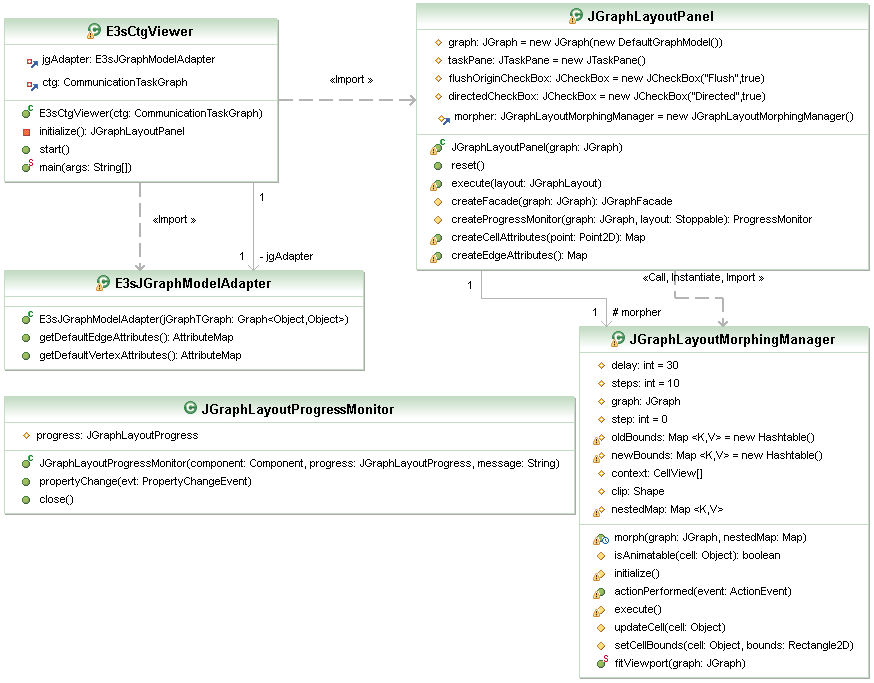 E3sCtgViewer
jgAdapter: E3sJGraphModelAdapter
ctg: CommunicationTaskGraph
E3sCtgViewer(ctg: CommunicationTaskGraph)
initialize(): JGraphLayoutPanel
start()
main(args: String[])
«Import »
JGraphLayoutPanel
graph: JGraph = new JGraph(new DefaultGraphModel())
taskPane: JTaskPane = new JTaskPane()
flushOriginCheckBox: JCheckBox = new JCheckBox("Flush",true)
directedCheckBox: JCheckBox = new JCheckBox("Directed",true)
morpher: JGraphLayoutMorphingManager = new JGraphLayoutMorphingManager()
JGraphLayoutPanel(graph: JGraph)
reset()
execute(layout: JGraphLayout)
createFacade(graph: JGraph): JGraphFacade
createProgressMonitor(graph: JGraph, layout: Stoppable): ProgressMonitor
createCellAttributes(point: Point2D): Map
createEdgeAttributes(): Map
«Import »
1
1
- jgAdapter
E3sJGraphModelAdapter
E3sJGraphModelAdapter(jGraphTGraph: Graph<Object,Object>)
getDefaultEdgeAttributes(): AttributeMap
getDefaultVertexAttributes(): AttributeMap
1
«Call, Instantiate, Import »
1
# morpher
JGraphLayoutMorphingManager
delay: int = 30
steps: int = 10
graph: JGraph
step: int = 0
oldBounds: Map <K,V> = new Hashtable()
newBounds: Map <K,V> = new Hashtable()
context: CellView[]
clip: Shape
nestedMap: Map <K,V>
morph(graph: JGraph, nestedMap: Map)
isAnimatable(cell: Object): boolean
initialize()
actionPerformed(event: ActionEvent)
execute()
updateCell(cell: Object)
setCellBounds(cell: Object, bounds: Rectangle2D)
fitViewport(graph: JGraph)
JGraphLayoutProgressMonitor
progress: JGraphLayoutProgress
JGraphLayoutProgressMonitor(component: Component, progress: JGraphLayoutProgress, message: String)
propertyChange(evt: PropertyChangeEvent)
close()